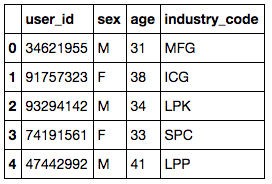 user_id sex age industry_code
0 34621955 M 31 MFG
1 91757323 F 38 ICG
2 93294142 M 34 LPK
3 74191561 F 33 SPC
4 47442992 M 41 LPP